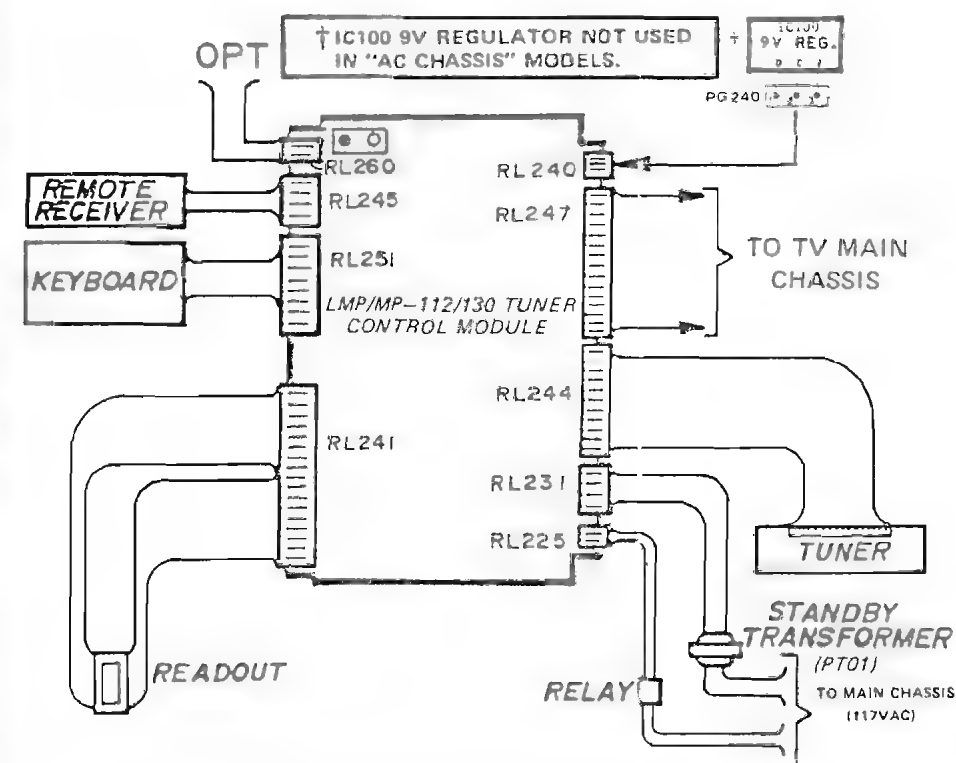 † IC100 9V REGULATOR NOT USED
IN "AC CHASSIS" MODELS.
† IC100
9V REG.
PG240
OPT
RL260
RL240
REMOTE
RECEIVER
RL245
RL247
KEYBOARD
RL251
TO TV MAIN
CHASSIS
LMP/MP-112/130 TUNER
CONTROL MODULE
RL244
RL241
RL231
RL225
TUNER
STANDBY
TRANSFORMER
(PT01)
READOUT
RELAY
TO MAIN CHASSIS
(117VAC)